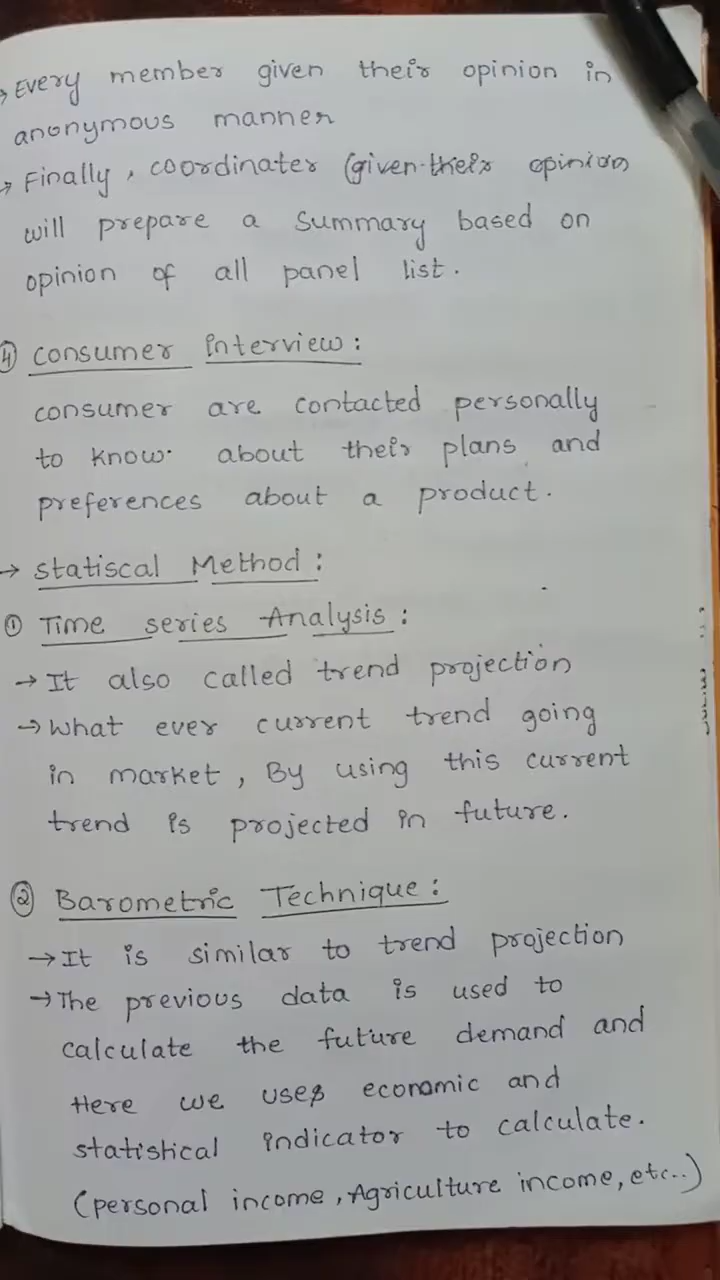 → Every member given their opinion in
anonymous manner
→ Finally, coordinater (given their opinion
will prepare a summary based on
opinion of all panel list.
④ consumer interview:
consumer are contacted personally
to know. about their plans and
preferences about a product.
→ statiscal Method:
① Time series Analysis:
→ It also called trend projection
→ What ever current trend going
in market, By using this current
trend is projected in future.
② Barometric Technique:
→ It is similar to trend projection
→ The previous data is used to
calculate the future demand and
Here we uses economic and
statistical indicator to calculate.
(personal income, Agriculture income, etc..)